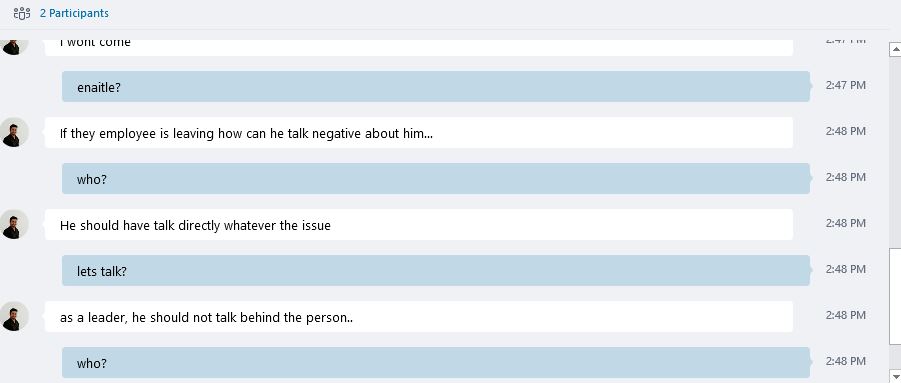 2 Participants
I wont come
2:47 PM
enaitle?
2:47 PM
If they employee is leaving how can he talk negative about him...
2:48 PM
who?
2:48 PM
He should have talk directly whatever the issue
2:48 PM
lets talk?
2:48 PM
as a leader, he should not talk behind the person..
2:48 PM
who?
2:48 PM